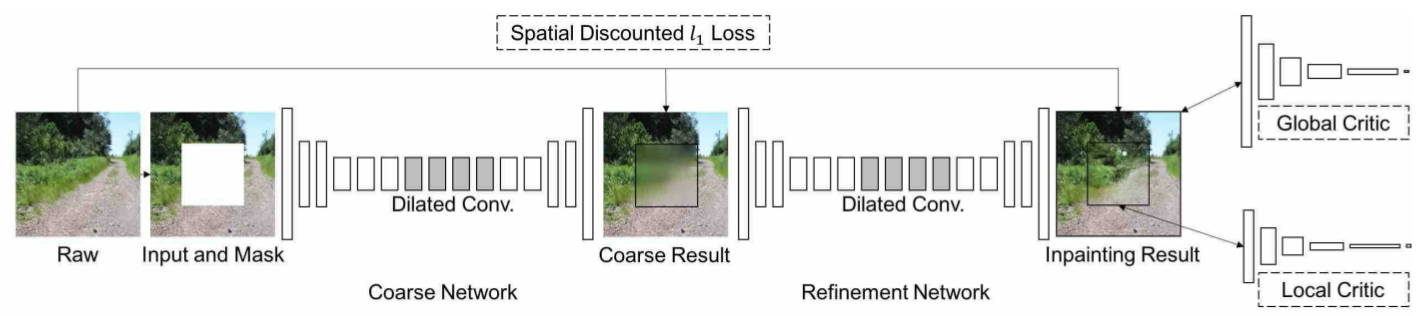 Spatial Discounted l₁ Loss
Global Critic
Dilated Conv.
Dilated Conv.
Raw
Input and Mask
Coarse Result
Inpainting Result
Coarse Network
Refinement Network
Local Critic